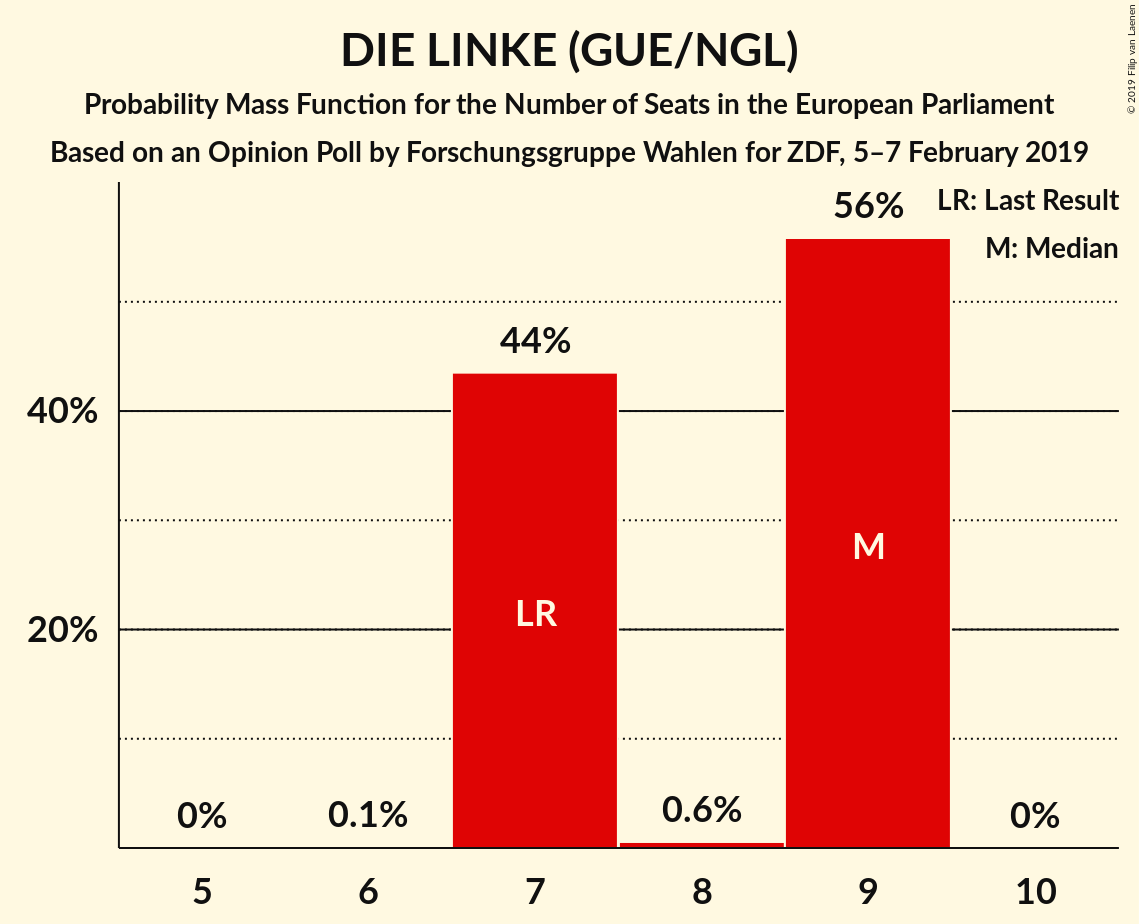 DIE LINKE (GUE/NGL)
Probability Mass Function for the Number of Seats in the European Parliament
Based on an Opinion Poll by Forschungsgruppe Wahlen for ZDF, 5–7 February 2019
© 2019 Filip van Laenen
LR: Last Result
M: Median
56%
44%
40%
M
LR
20%
0%
0.1%
0.6%
0%
5
6
7
8
9
10